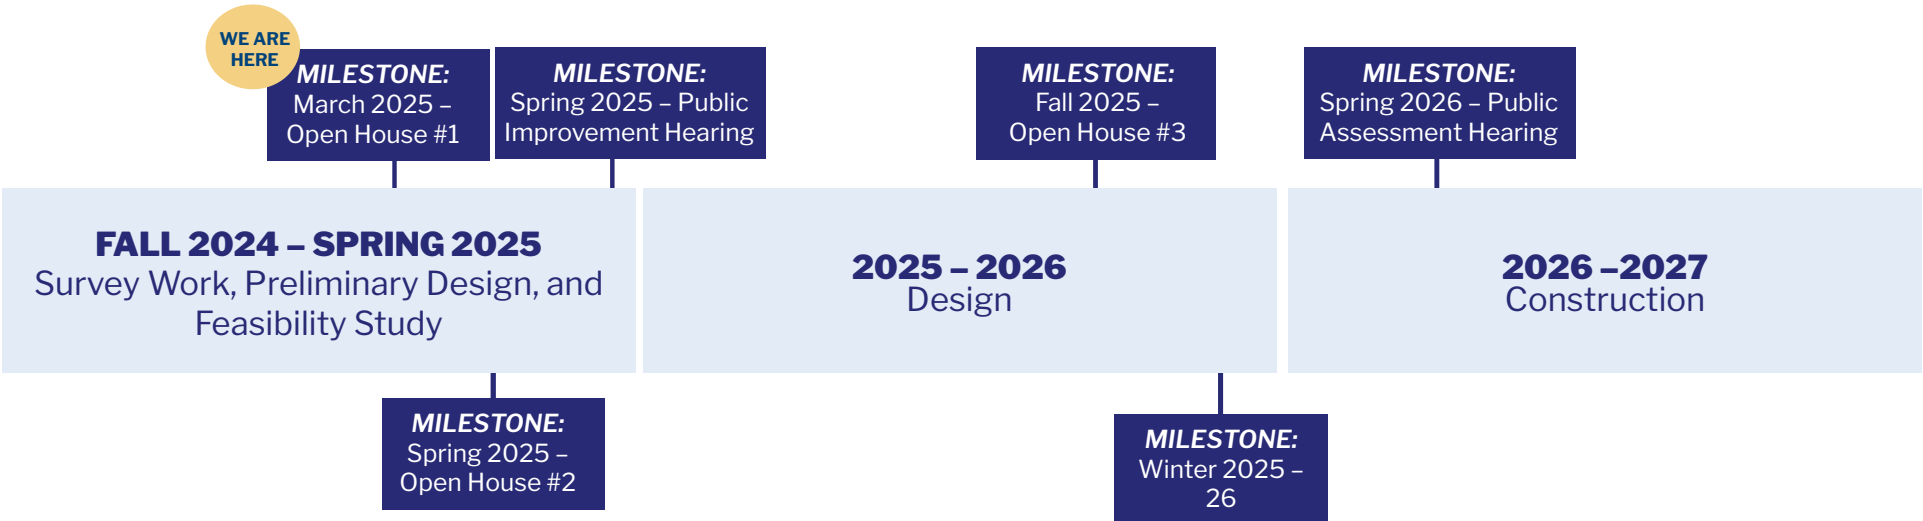 WE ARE
HERE
MILESTONE:
March 2025 –
Open House #1
MILESTONE:
Spring 2025 – Public
Improvement Hearing
MILESTONE:
Fall 2025 –
Open House #3
MILESTONE:
Spring 2026 – Public
Assessment Hearing
FALL 2024 – SPRING 2025
Survey Work, Preliminary Design, and
Feasibility Study
2025 – 2026
Design
2026 –2027
Construction
MILESTONE:
Spring 2025 –
Open House #2
MILESTONE:
Winter 2025 –
26